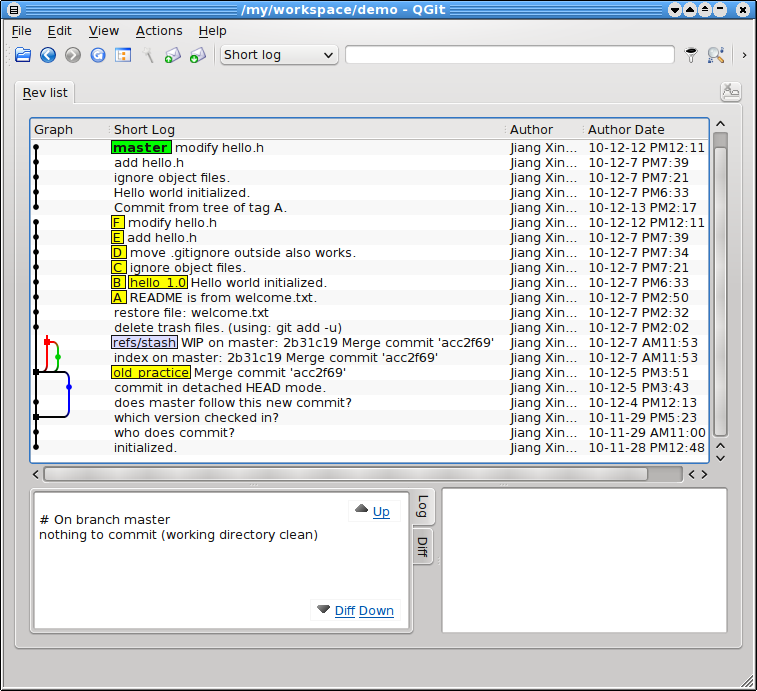 /my/workspace/demo - QGit
File Edit View Actions Help
Short log
Rev list
Graph Short Log Author Author Date
master modify hello.h Jiang Xin... 10-12-12 PM12:11
add hello.h Jiang Xin... 10-12-7 PM7:39
ignore object files. Jiang Xin... 10-12-7 PM7:21
Hello world initialized. Jiang Xin... 10-12-7 PM6:33
Commit from tree of tag A. Jiang Xin... 10-12-13 PM2:17
F modify hello.h Jiang Xin... 10-12-12 PM12:11
E add hello.h Jiang Xin... 10-12-7 PM7:39
D move .gitignore outside also works. Jiang Xin... 10-12-7 PM7:34
C ignore object files. Jiang Xin... 10-12-7 PM7:21
B hello_1.0 Hello world initialized. Jiang Xin... 10-12-7 PM6:33
A README is from welcome.txt. Jiang Xin... 10-12-7 PM2:50
restore file: welcome.txt Jiang Xin... 10-12-7 PM2:32
delete trash files. (using: git add -u) Jiang Xin... 10-12-7 PM2:02
refs/stash WIP on master: 2b31c19 Merge commit 'acc2f69' Jiang Xin... 10-12-7 AM11:53
index on master: 2b31c19 Merge commit 'acc2f69' Jiang Xin... 10-12-7 AM11:53
old_practice Merge commit 'acc2f69' Jiang Xin... 10-12-5 PM3:51
commit in detached HEAD mode. Jiang Xin... 10-12-5 PM3:43
does master follow this new commit? Jiang Xin... 10-12-4 PM12:13
which version checked in? Jiang Xin... 10-11-29 PM5:23
who does commit? Jiang Xin... 10-11-29 AM11:00
initialized. Jiang Xin... 10-11-28 PM12:48
Up
# On branch master
nothing to commit (working directory clean)
Diff Down
Log
Diff